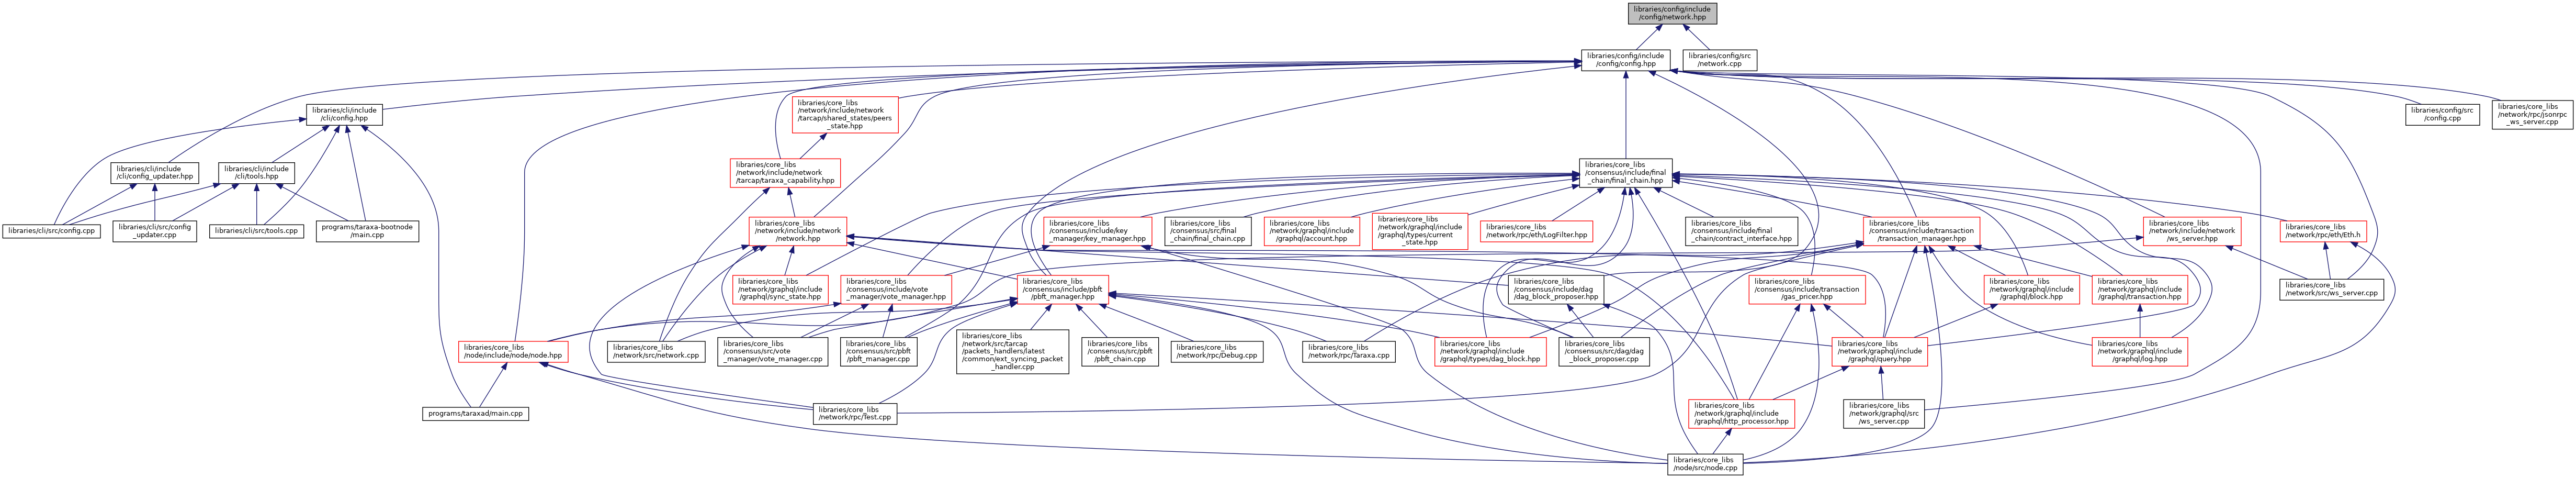 libraries/config/include
/config/network.hpp
libraries/config/include
/config/config.hpp
libraries/config/src
/network.cpp
libraries/cli/include
/cli/config.hpp
libraries/core_libs
/network/include/network
/tarcap/shared_states/peers
_state.hpp
libraries/config/src
/config.cpp
libraries/core_libs
/network/rpc/jsonrpc
_ws_server.cpp
libraries/cli/include
/cli/config_updater.hpp
libraries/cli/include
/cli/tools.hpp
libraries/core_libs
/network/include/network
/tarcap/taraxa_capability.hpp
libraries/core_libs
/consensus/include/final
_chain/final_chain.hpp
libraries/cli/src/config.cpp
libraries/cli/src/config
_updater.cpp
libraries/cli/src/tools.cpp
programs/taraxa-bootnode
/main.cpp
libraries/core_libs
/network/include/network
/network.hpp
libraries/core_libs
/consensus/include/key
_manager/key_manager.hpp
libraries/core_libs
/consensus/src/final
_chain/final_chain.cpp
libraries/core_libs
/network/graphql/include
/graphql/account.hpp
libraries/core_libs
/network/graphql/include
/graphql/types/current
_state.hpp
libraries/core_libs
/network/rpc/eth/LogFilter.hpp
libraries/core_libs
/consensus/include/final
_chain/contract_interface.hpp
libraries/core_libs
/consensus/include/transaction
/transaction_manager.hpp
libraries/core_libs
/network/include/network
/ws_server.hpp
libraries/core_libs
/network/rpc/eth/Eth.h
libraries/core_libs
/network/graphql/include
/graphql/sync_state.hpp
libraries/core_libs
/consensus/include/vote
_manager/vote_manager.hpp
libraries/core_libs
/consensus/include/pbft
/pbft_manager.hpp
libraries/core_libs
/consensus/include/dag
/dag_block_proposer.hpp
libraries/core_libs
/consensus/include/transaction
/gas_pricer.hpp
libraries/core_libs
/network/graphql/include
/graphql/block.hpp
libraries/core_libs
/network/graphql/include
/graphql/transaction.hpp
libraries/core_libs
/network/src/ws_server.cpp
libraries/core_libs
/node/include/node/node.hpp
libraries/core_libs
/network/src/network.cpp
libraries/core_libs
/consensus/src/vote
_manager/vote_manager.cpp
libraries/core_libs
/consensus/src/pbft
/pbft_manager.cpp
libraries/core_libs
/network/src/tarcap
/packets_handlers/latest
/common/ext_syncing_packet
_handler.cpp
libraries/core_libs
/consensus/src/pbft
/pbft_chain.cpp
libraries/core_libs
/network/rpc/Debug.cpp
libraries/core_libs
/network/rpc/Taraxa.cpp
libraries/core_libs
/network/graphql/include
/graphql/types/dag_block.hpp
libraries/core_libs
/consensus/src/dag/dag
_block_proposer.cpp
libraries/core_libs
/network/graphql/include
/graphql/query.hpp
libraries/core_libs
/network/graphql/include
/graphql/log.hpp
programs/taraxad/main.cpp
libraries/core_libs
/network/rpc/Test.cpp
libraries/core_libs
/network/graphql/include
/graphql/http_processor.hpp
libraries/core_libs
/network/graphql/src
/ws_server.cpp
libraries/core_libs
/node/src/node.cpp